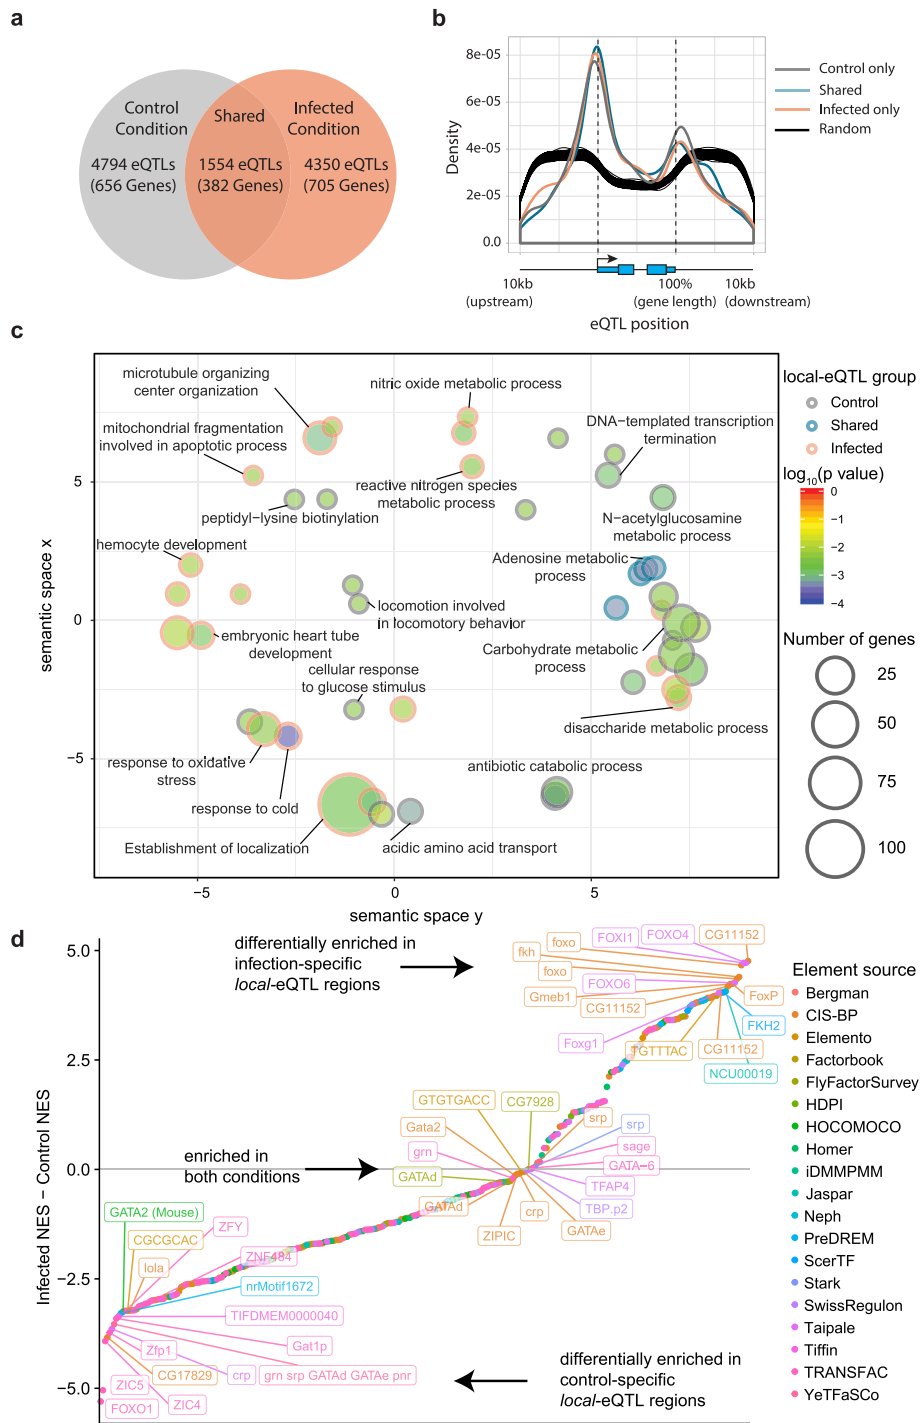 a
Control
Condition
Shared
Infected
Condition
4794 eQTLs
(656 Genes)
1554 eQTLs
(382 Genes)
4350 eQTLs
(705 Genes)
b
8e-05
6e-05
4e-05
2e-05
0.0
Density
Control only
Shared
Infected only
Random
10kb
(upstream)
100%
(gene length)
10kb
(downstream)
eQTL position
c
microtubule organizing
center organization
nitric oxide metabolic process
mitochondrial fragmentation
involved in apoptotic process
DNA−templated transcription
termination
reactive nitrogen species
metabolic process
peptidyl−lysine biotinylation
N−acetylglucosamine
metabolic process
hemocyte development
Adenosine metabolic
process
locomotion involved
in locomotory behavior
embryonic heart tube
development
Carbohydrate metabolic
process
cellular response
to glucose stimulus
disaccharide metabolic process
response to oxidative
stress
antibiotic catabolic process
response to cold
Establishment of localization
acidic amino acid transport
5
0
−5
semantic space x
−5
0
5
semantic space y
local-eQTL group
Control
Shared
Infected
log10(p value)
0
−1
−2
−3
−4
Number of genes
25
50
75
100
d
differentially enriched in
infection-specific
local-eQTL regions
enriched in
both conditions
differentially enriched in
control-specific
local-eQTL regions
5.0
2.5
0.0
−2.5
−5.0
Infected NES − Control NES
FOXI1
FOXO4
CG11152
fkh
foxo
foxo
FOXO6
Gmeb1
CG11152
FoxP
FKH2
Foxg1
TGTTTAC
CG11152
NCU00019
GTGTGACC
CG7928
Gata2
srp
srp
grn
sage
GATAd
GATA−6
TFAP4
GATAd
crp
TBP.p2
ZIPIC
GATAe
GATA2 (Mouse)
ZFY
CGCGCAC
lola
ZNF484
nrMotif1672
TIFDMEM0000040
Gat1p
Zfp1
CG17829
crp
grn srp GATAd GATAe pnr
ZIC5
FOXO1
ZIC4
Element source
Bergman
CIS-BP
Elemento
Factorbook
FlyFactorSurvey
HDPI
HOCOMOCO
Homer
iDMMPMM
Jaspar
Neph
PreDREM
ScerTF
Stark
SwissRegulon
Taipale
Tiffin
TRANSFAC
YeTFaSCo